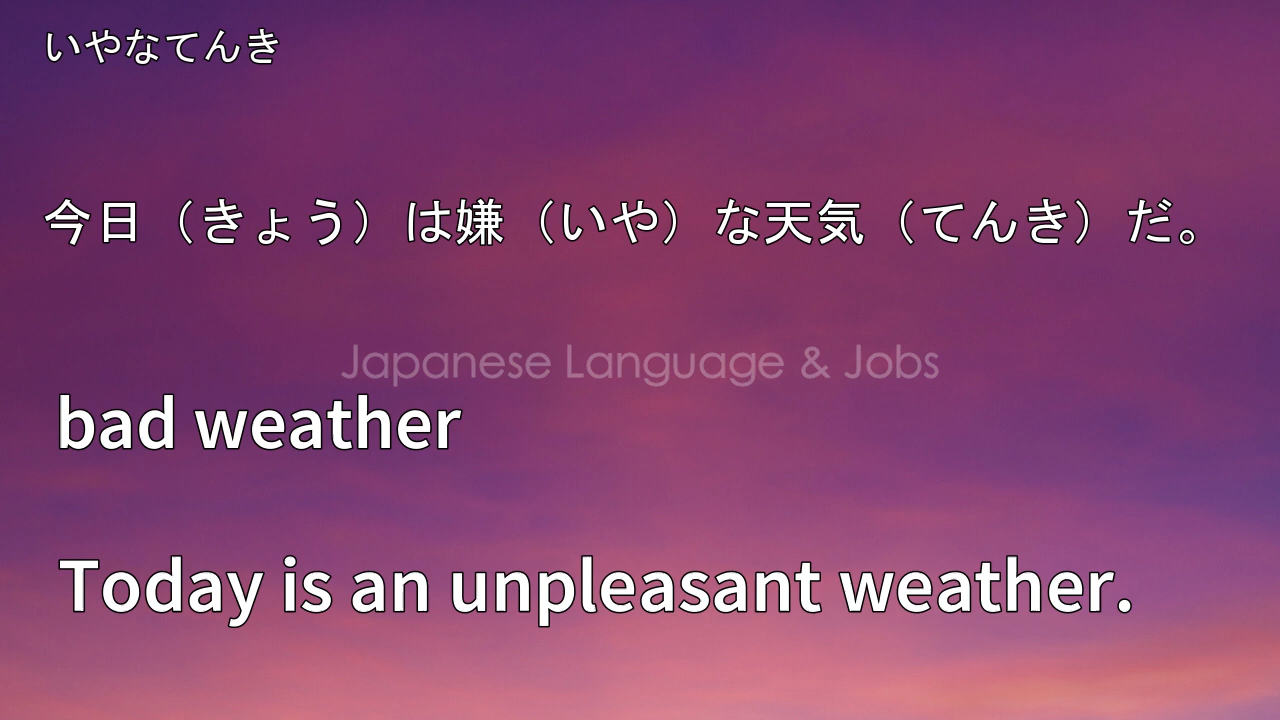 いやなてんき
今日（きょう）は嫌（いや）な天気（てんき）だ。
Japanese Language & Jobs
bad weather
Today is an unpleasant weather.